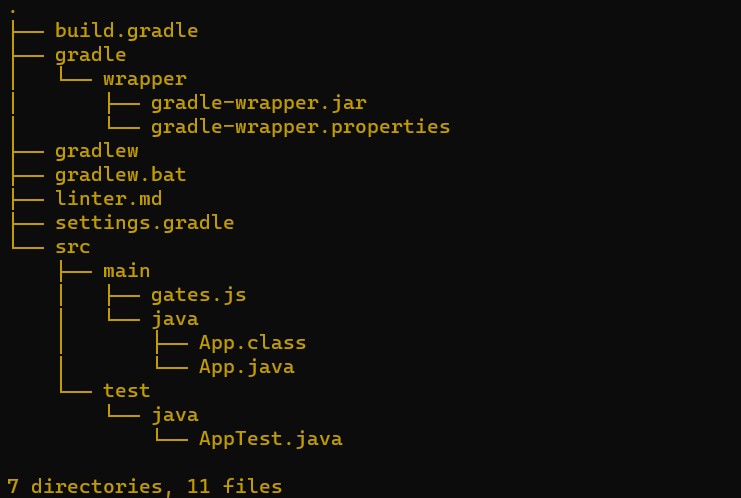 .
├── build.gradle
├── gradle
│   └── wrapper
│       ├── gradle-wrapper.jar
│       └── gradle-wrapper.properties
├── gradlew
├── gradlew.bat
├── linter.md
├── settings.gradle
└── src
    ├── main
    │   ├── gates.js
    │   └── java
    │       ├── App.class
    │       └── App.java
    └── test
        └── java
            └── AppTest.java

7 directories, 11 files